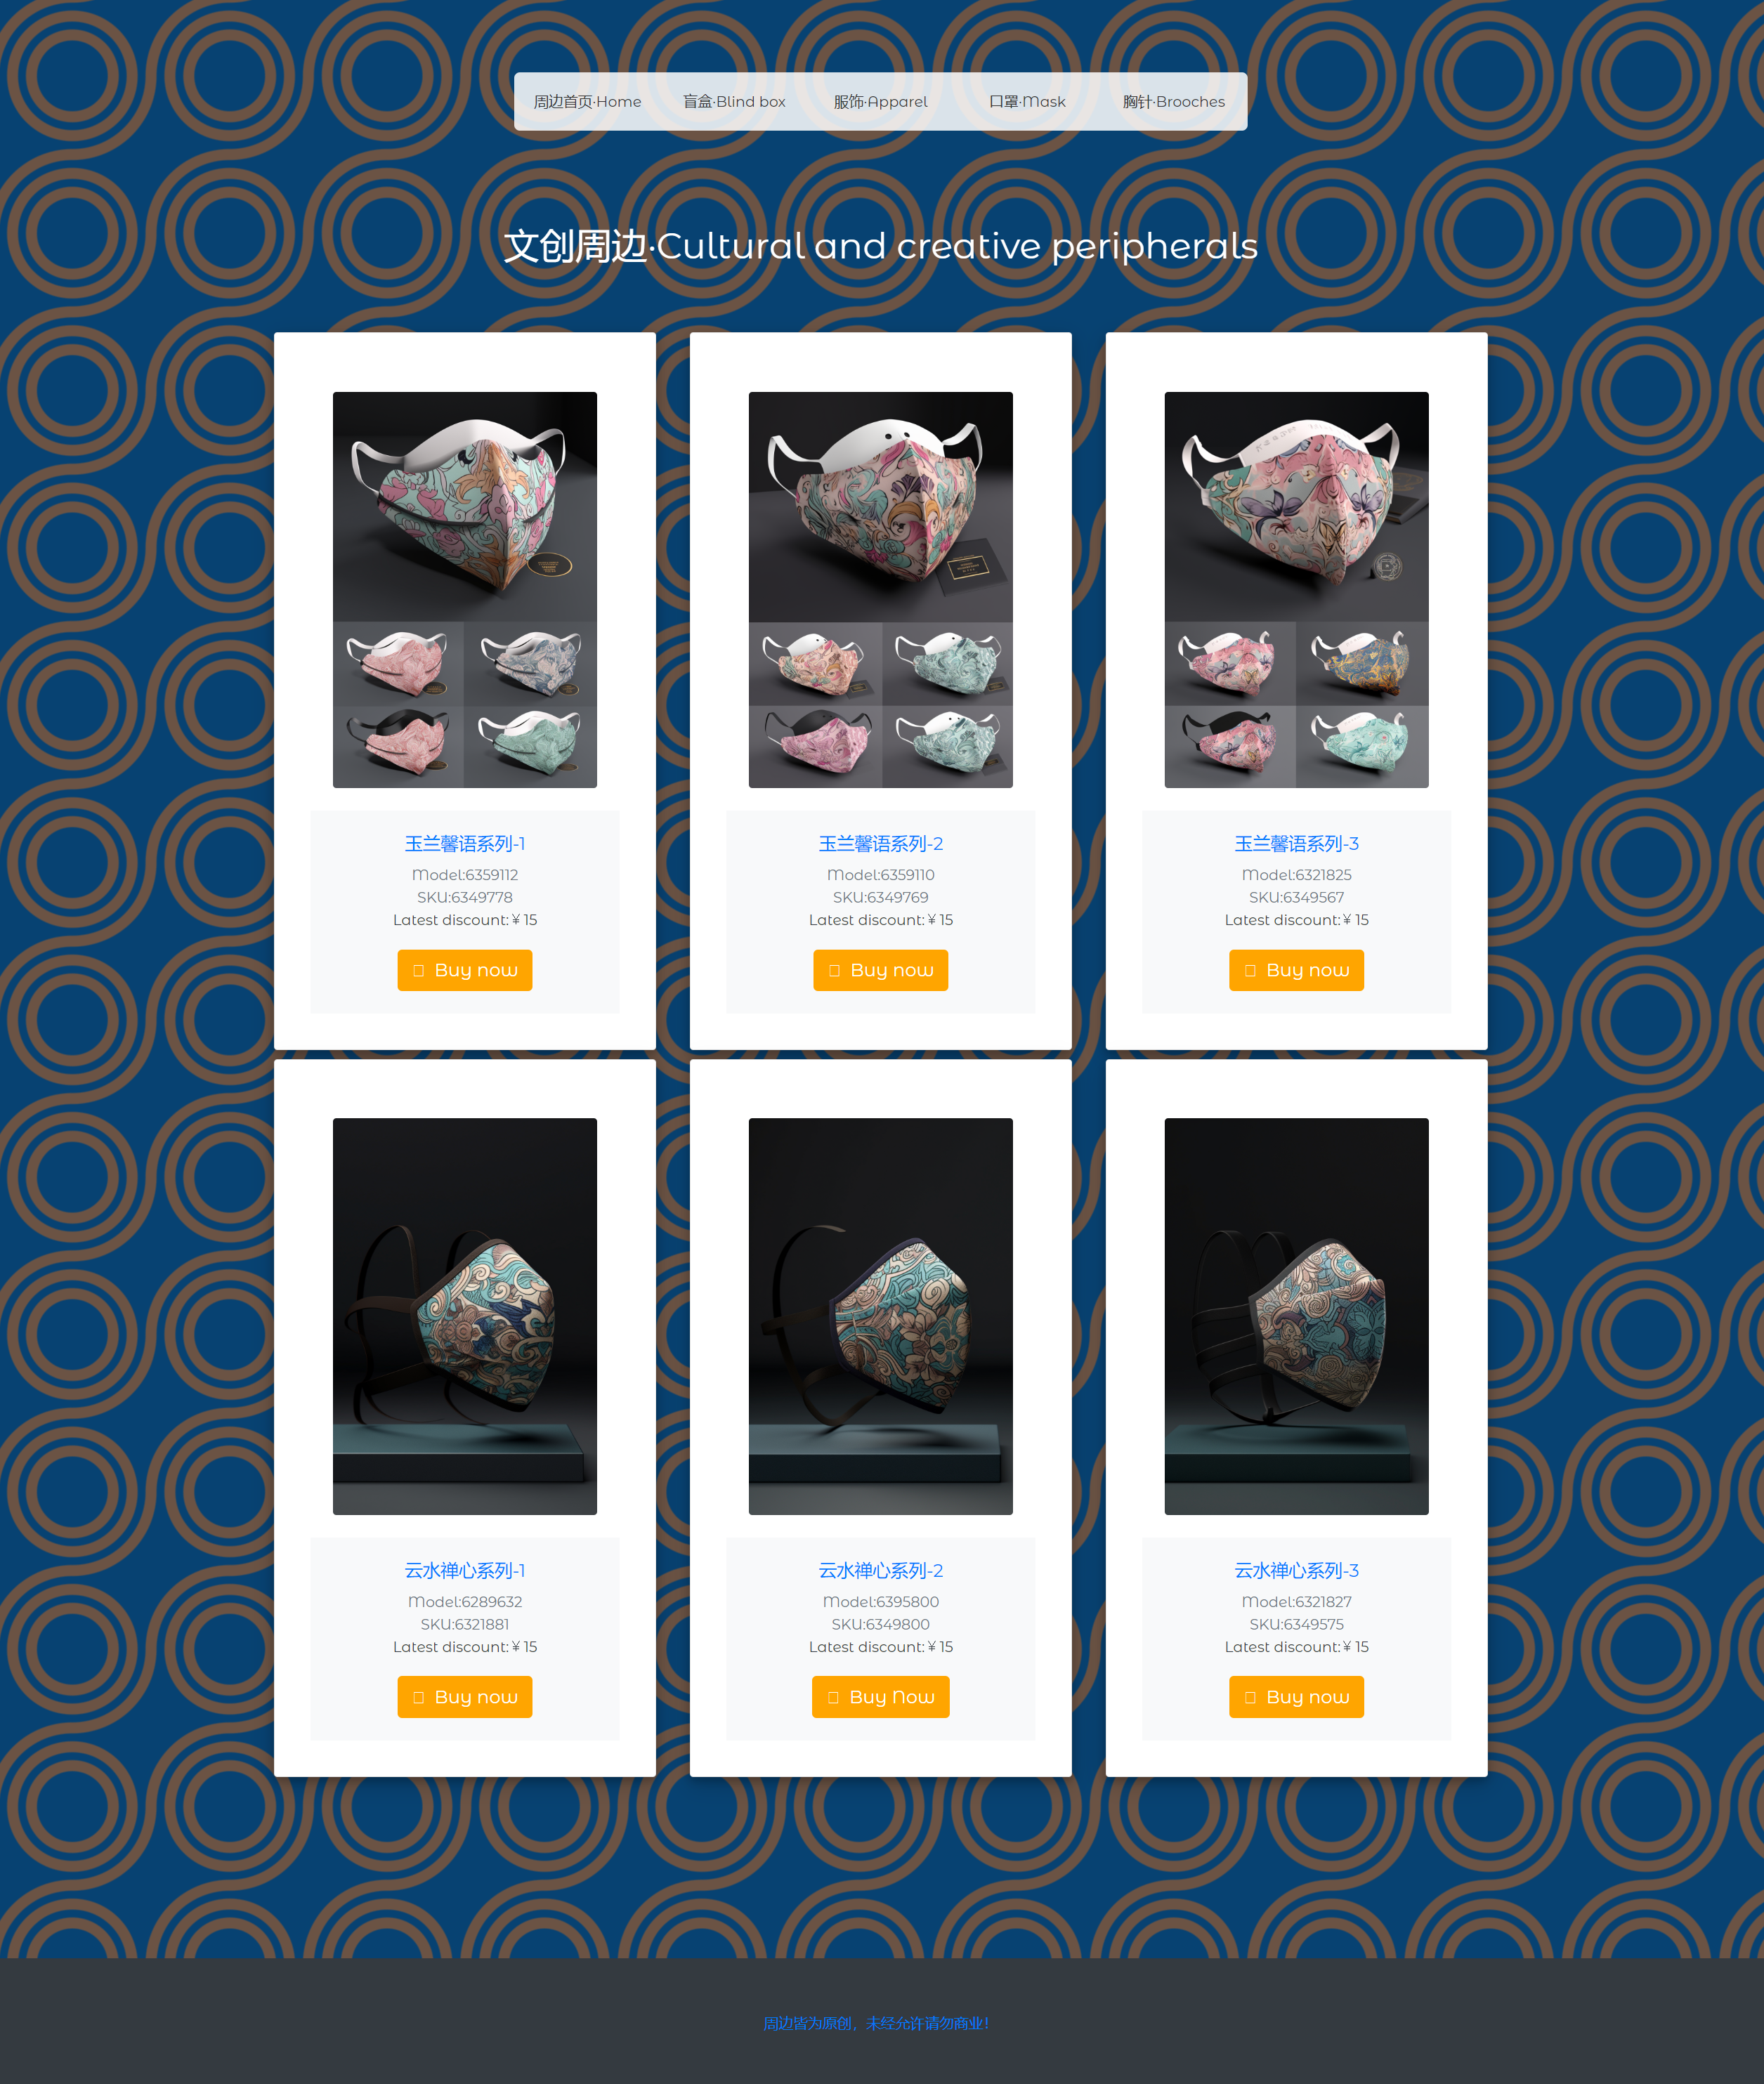 周边首页·Home
盲盒·Blind box
服饰·Apparel
口罩·Mask
胸针·Brooches
文创周边·Cultural and creative peripherals
玉兰馨语系列-1
Model:6359112
SKU:6349778
Latest discount:¥15
Buy now
玉兰馨语系列-2
Model:6359110
SKU:6349769
Latest discount:¥15
Buy now
玉兰馨语系列-3
Model:6321825
SKU:6349567
Latest discount:¥15
Buy now
云水禅心系列-1
Model:6289632
SKU:6321881
Latest discount:¥15
Buy now
云水禅心系列-2
Model:6395800
SKU:6349800
Latest discount:¥15
Buy Now
云水禅心系列-3
Model:6321827
SKU:6349575
Latest discount:¥15
Buy now
周边皆为原创，未经允许请勿商业！